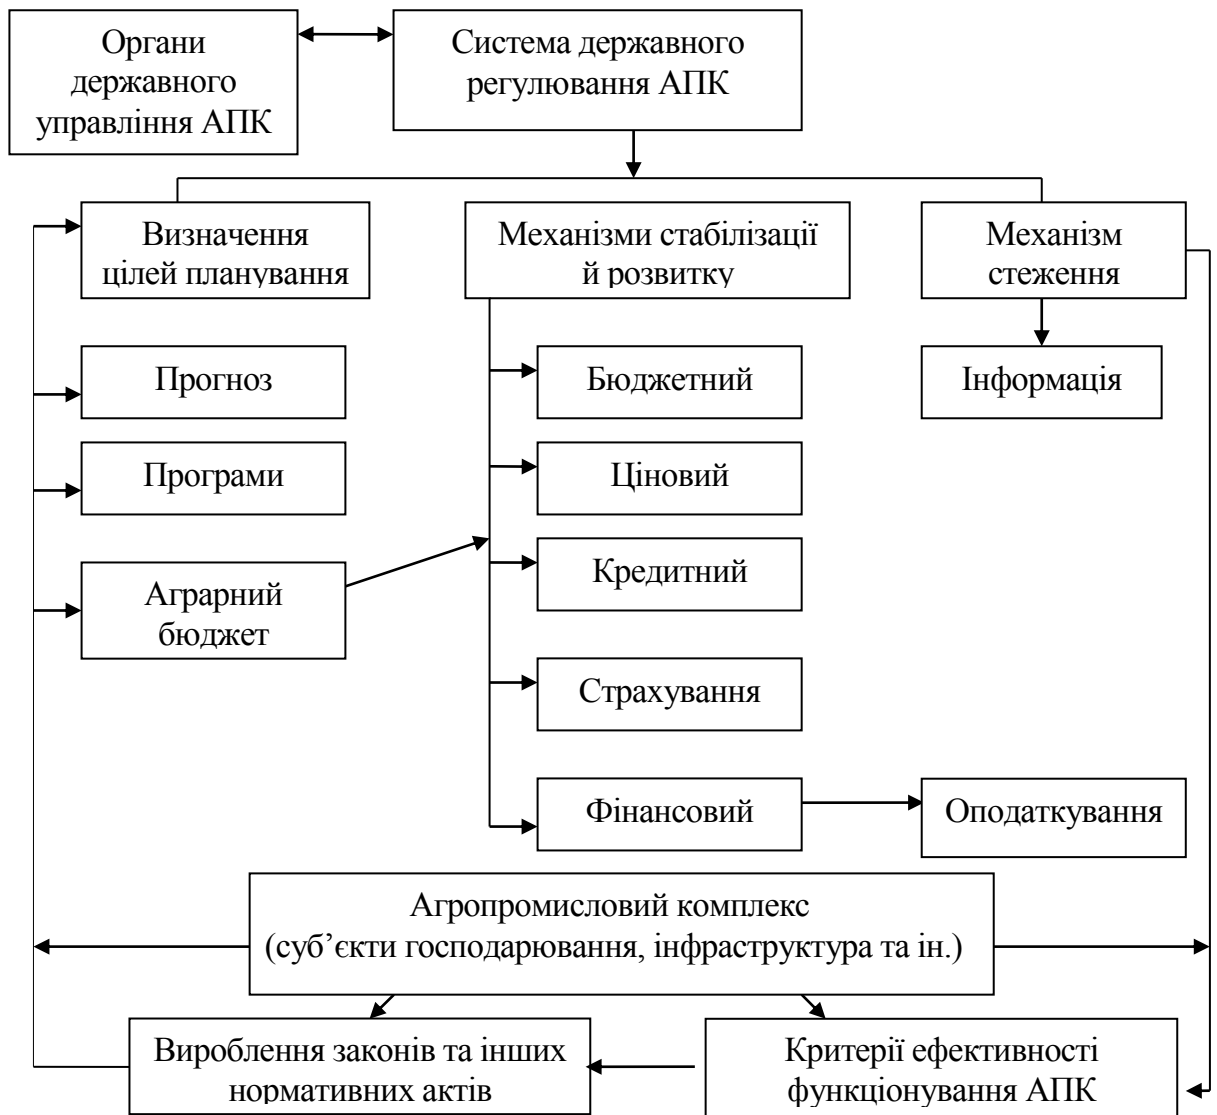 Органи
державного
управління АПК
Система державного
регулювання АПК
Визначення
цілей планування
Механізми стабілізації
й розвитку
Механізм
стеження
Прогноз
Бюджетний
Інформація
Програми
Ціновий
Аграрний
бюджет
Кредитний
Страхування
Фінансовий
Оподаткування
Агропромисловий комплекс
(суб’єкти господарювання, інфраструктура та ін.)
Вироблення законів та інших
нормативних актів
Критерії ефективності
функціонування АПК